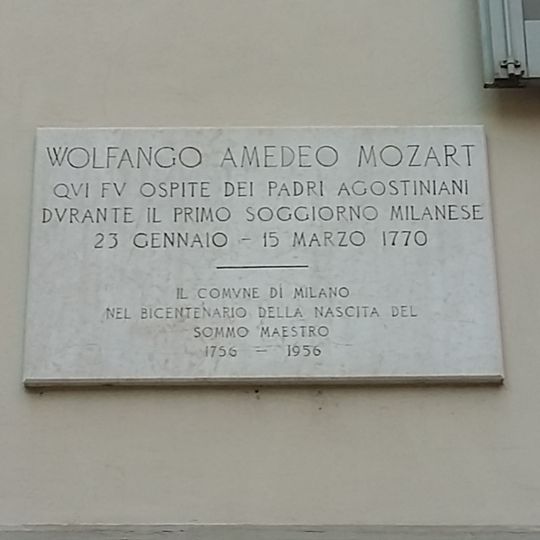 WOLFANGO AMEDEO MOZART
QVI FV OSPITE DEI PADRI AGOSTINIANI
DVRANTE IL PRIMO SOGGIORNO MILANESE
23 GENNAIO - 15 MARZO 1770
IL COMVNE DI MILANO
NEL BICENTENARIO DELLA NASCITA DEL
SOMMO MAESTRO
1756 - 1956